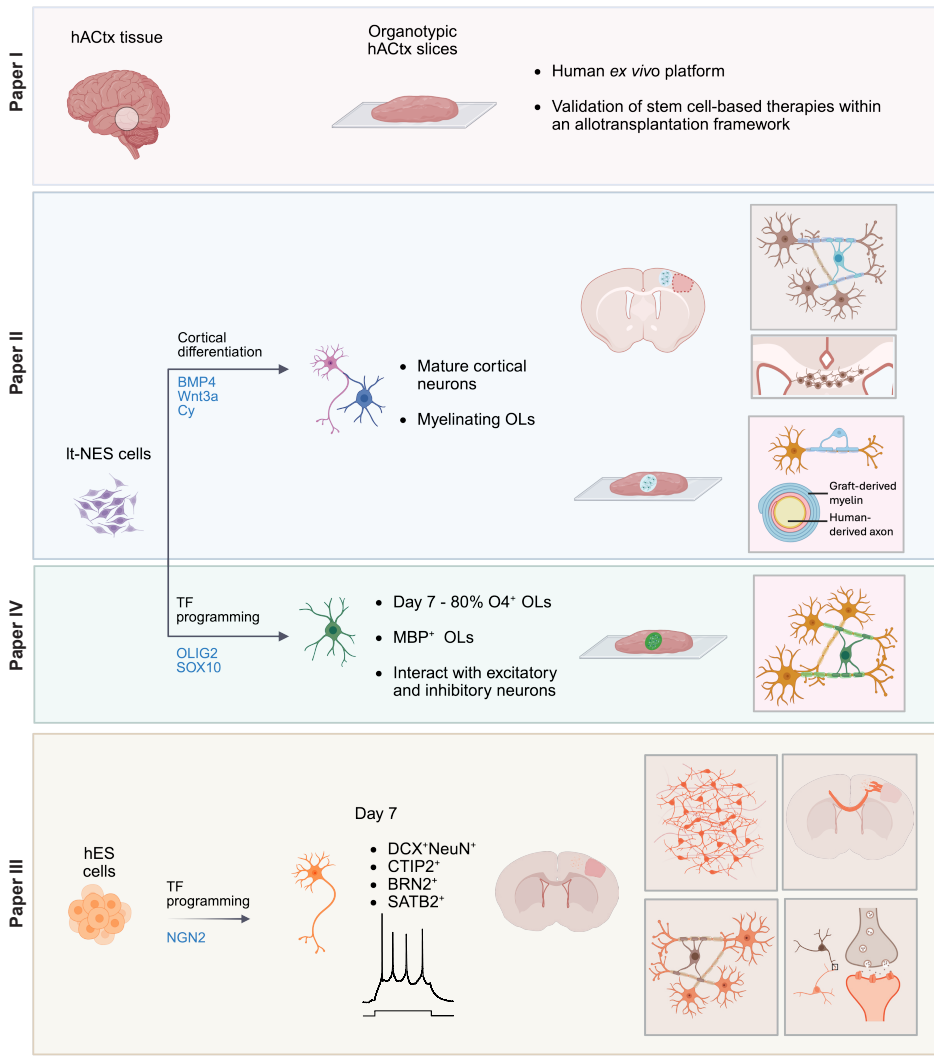 Paper I
hACtx tissue
Organotypic
hACtx slices
• Human ex vivo platform
• Validation of stem cell-based therapies within
an allotransplantation framework
Paper II
lt-NES cells
Cortical
differentiation
BMP4
Wnt3a
Cy
• Mature cortical
neurons
• Myelinating OLs
Graft-derived
myelin
Human-
derived axon
Paper IV
TF
programming
OLIG2
SOX10
• Day 7 - 80% O4⁺ OLs
• MBP⁺ OLs
• Interact with excitatory
and inhibitory neurons
Paper III
hES
cells
TF
programming
NGN2
Day 7
• DCX⁺NeuN⁺
• CTIP2⁺
• BRN2⁺
• SATB2⁺